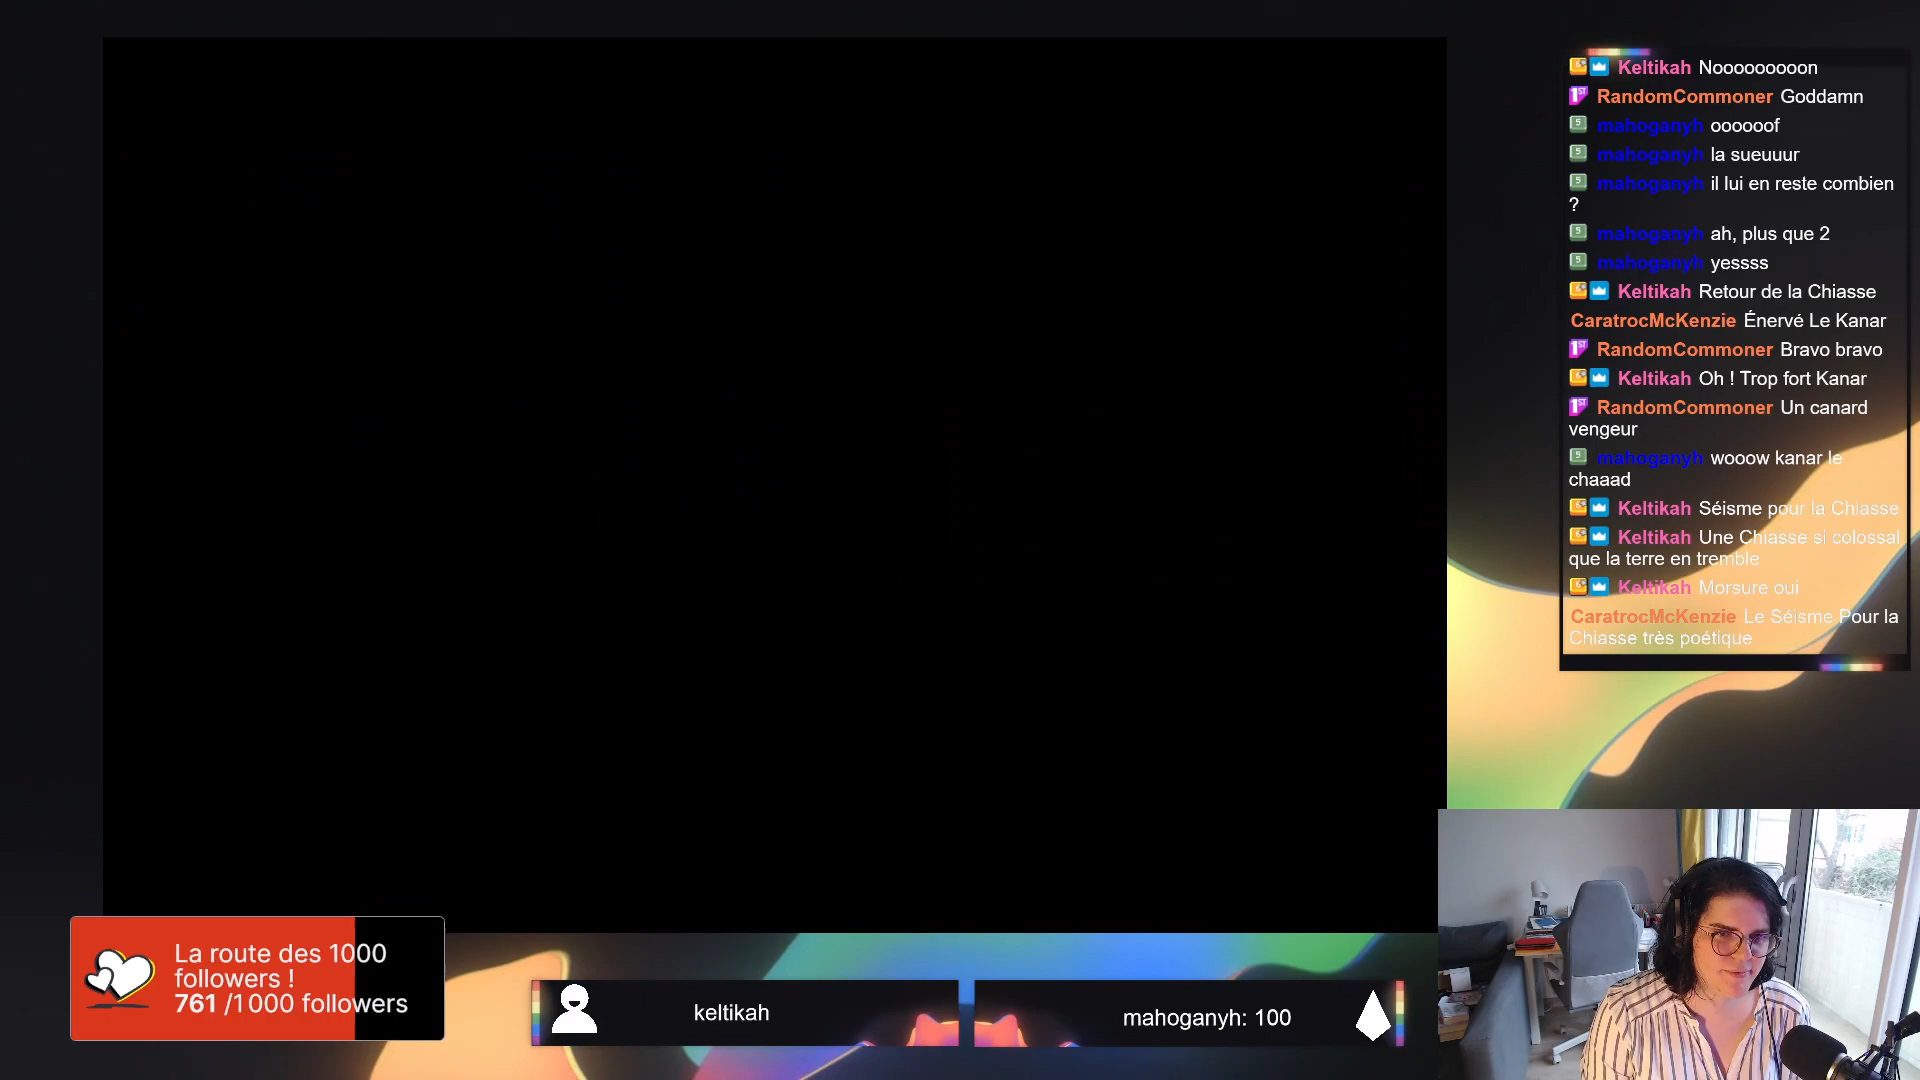 Keltikah Nooooooooon
RandomCommoner Goddamn
mahoganyh oooooof
mahoganyh la sueuuur
mahoganyh il lui en reste combien
?
mahoganyh ah, plus que 2
mahoganyh yessss
Keltikah Retour de la Chiasse
CaratrocMcKenzie Énervé Le Kanar
RandomCommoner Bravo bravo
Keltikah Oh ! Trop fort Kanar
RandomCommoner Un canard
vengeur
mahoganyh wooow kanar le
chaaad
Keltikah Séisme pour la Chiasse
Keltikah Une Chiasse si colossal
que la terre en tremble
Keltikah Morsure oui
CaratrocMcKenzie Le Séisme Pour la
Chiasse très poétique
La route des 1000
followers !
761 /1 000 followers
keltikah
mahoganyh: 100